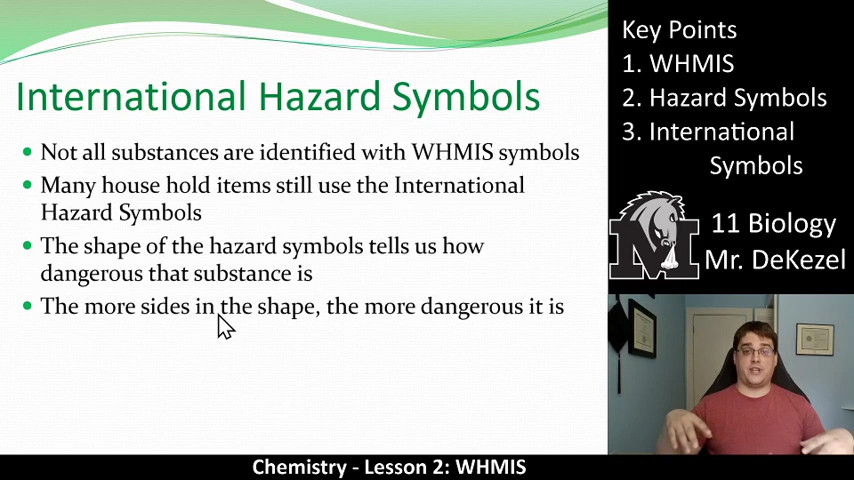 International Hazard Symbols
Not all substances are identified with WHMIS symbols
Many house hold items still use the International
Hazard Symbols
The shape of the hazard symbols tells us how
dangerous that substance is
The more sides in the shape, the more dangerous it is
Key Points
1. WHMIS
2. Hazard Symbols
3. International
Symbols
M
11 Biology
Mr. DeKezel
Chemistry - Lesson 2: WHMIS